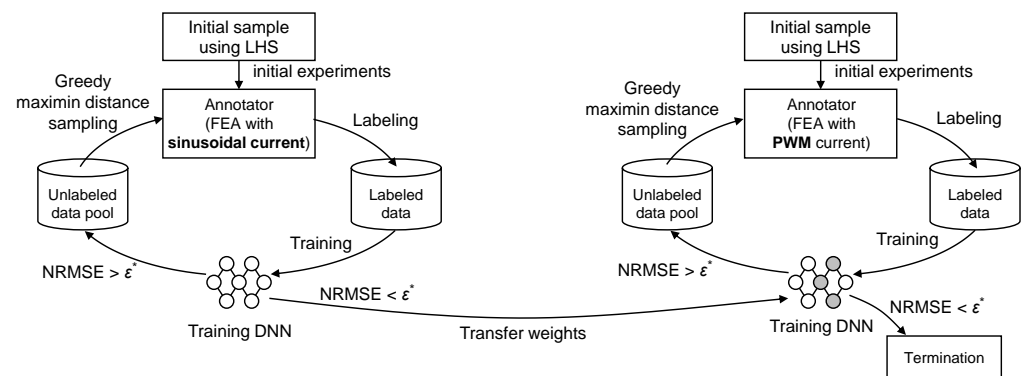 Initial sample
using LHS
initial experiments
Greedy
maximin distance
sampling
Annotator
(FEA with
sinusoidal current)
Labeling
Unlabeled
data pool
Labeled
data
Training
NRMSE > ε*
NRMSE < ε*
Training DNN
Transfer weights
Initial sample
using LHS
initial experiments
Greedy
maximin distance
sampling
Annotator
(FEA with
PWM current)
Labeling
Unlabeled
data pool
Labeled
data
Training
NRMSE > ε*
NRMSE < ε*
Training DNN
Termination